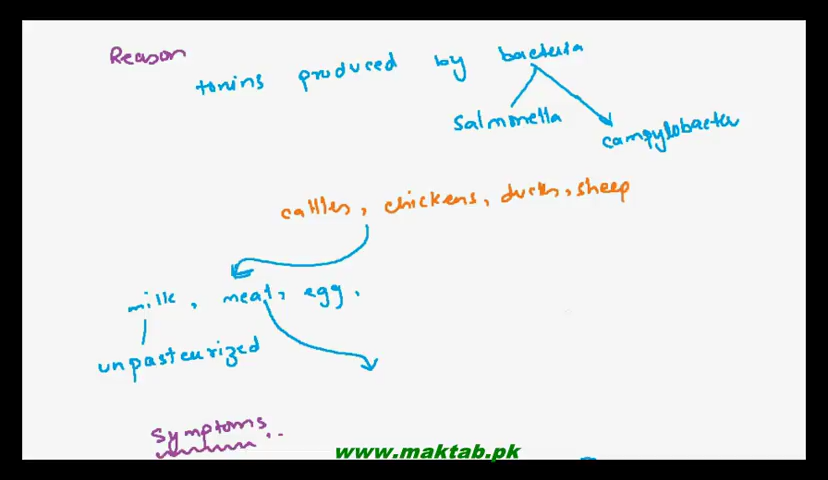 Reason
toxins produced by bacteria
Salmonella
campylobacter
cattles, chickens, ducks, sheep
milk, meat, egg.
unpasteurized
Symptoms..
www.maktab.pk